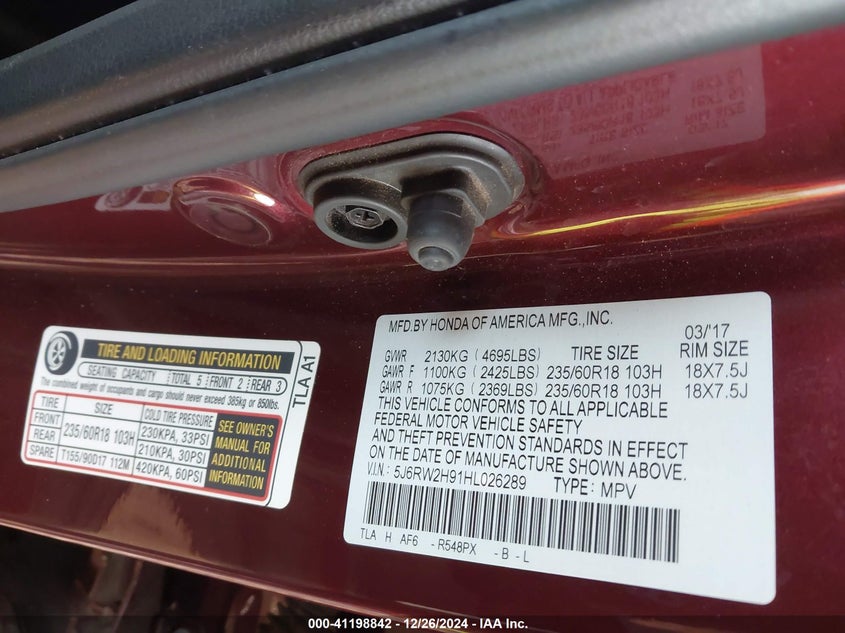 MFD.BY HONDA OF AMERICA MFG.,INC. 03/'17
GVWR 2130KG (4695LBS) TIRE SIZE RIM SIZE
GAWR F 1100KG (2425LBS) 235/60R18 103H 18X7.5J
GAWR R 1075KG (2369LBS) 235/60R18 103H 18X7.5J
THIS VEHICLE CONFORMS TO ALL APPLICABLE
FEDERAL MOTOR VEHICLE SAFETY
AND THEFT PREVENTION STANDARDS IN EFFECT
ON THE DATE OF MANUFACTURE SHOWN ABOVE.
V.I.N.: 5J6RW2H91HL026289 TYPE: MPV
TLA H AF6 -R548PX -B-L
TIRE AND LOADING INFORMATION
SEATING CAPACITY TOTAL 5 FRONT 2 REAR 3
The combined weight of occupants and cargo should never exceed 385kg or 850lbs.
TIRE SIZE COLD TIRE PRESSURE
FRONT 235/60R18 103H 230KPA, 33PSI
REAR 210KPA, 30PSI
SPARE T155/90D17 112M 420KPA, 60PSI
SEE OWNER'S
MANUAL FOR
ADDITIONAL
INFORMATION
TLA A1
000-41198842 - 12/26/2024 - IAA Holdings, LLC.